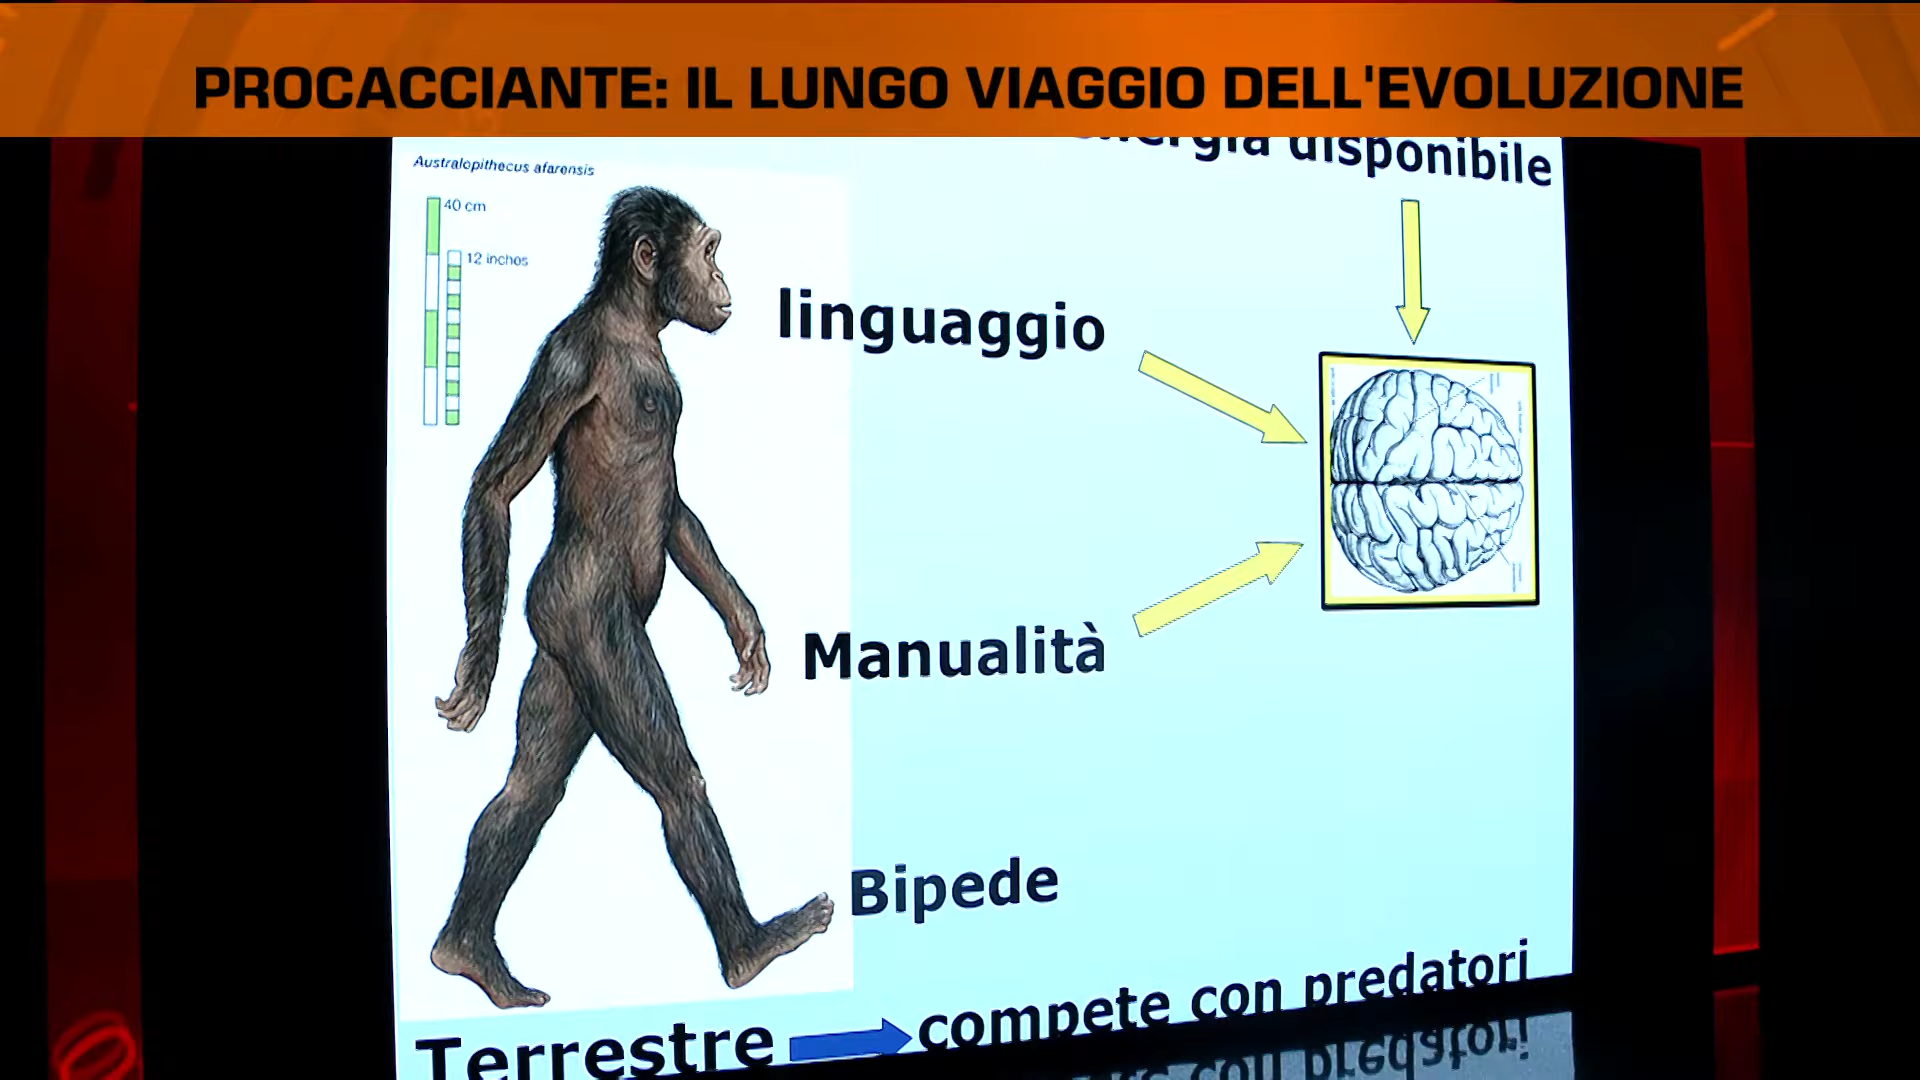 PROCACCIANTE: IL LUNGO VIAGGIO DELL'EVOLUZIONE
energia disponibile
Australopithecus afarensis
40 cm
12 inches
linguaggio
Manualità
Bipede
compete con predatori
Terrestre